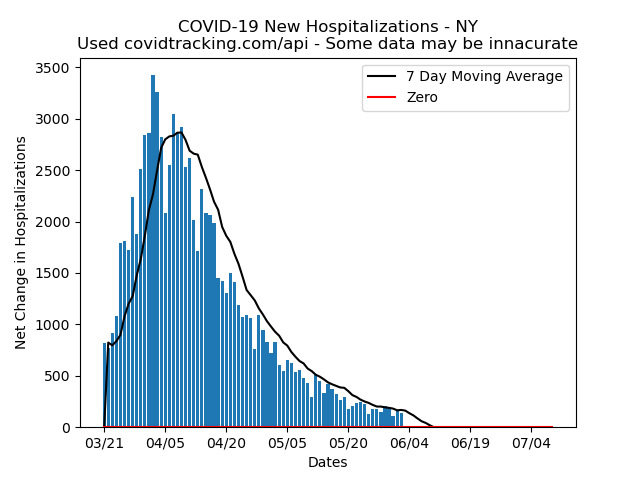 COVID-19 New Hospitalizations - NY
Used covidtracking.com/api - Some data may be innacurate
7 Day Moving Average
Zero
Net Change in Hospitalizations
3500
3000
2500
2000
1500
1000
500
0
03/21 04/05 04/20 05/05 05/20 06/04 06/19 07/04
Dates